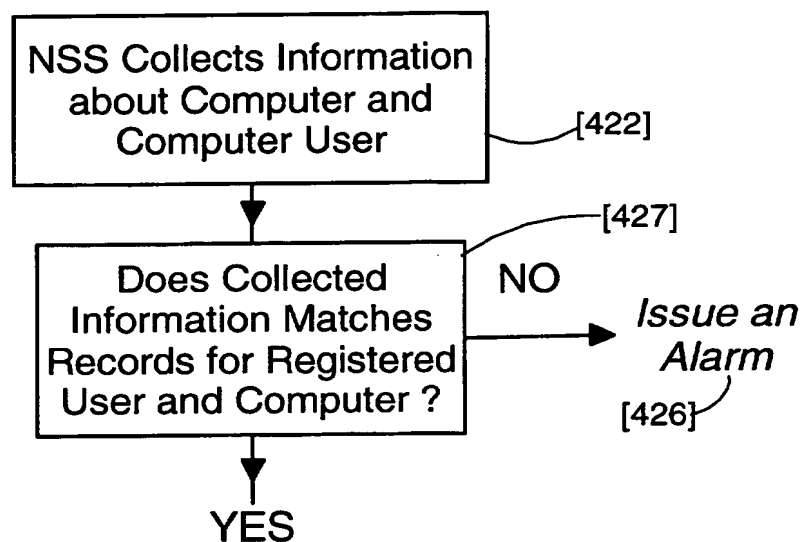 NSS Collects Information
about Computer and
Computer User
[422]
[427]
Does Collected
Information Matches
Records for Registered
User and Computer ?
NO
Issue an
Alarm
[426]
YES